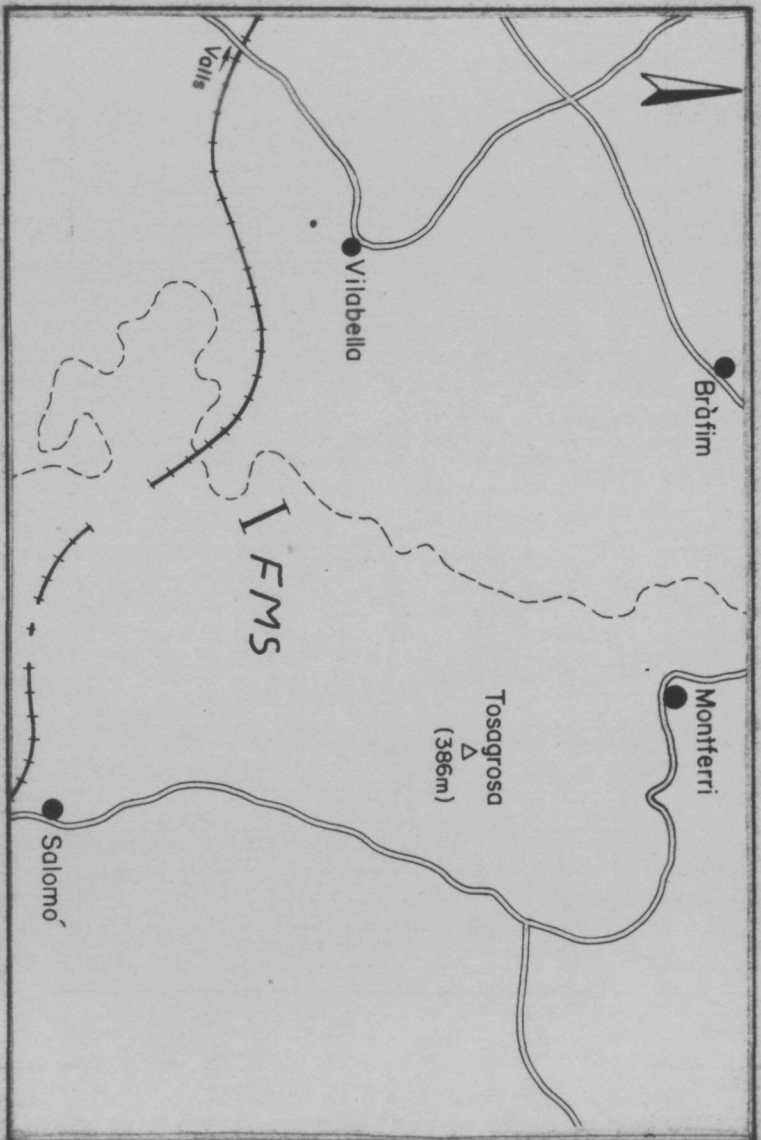 Bràfim
Montferri
Vilabella
Valls
Tosagrosa
(386m)
FMS
Salomó